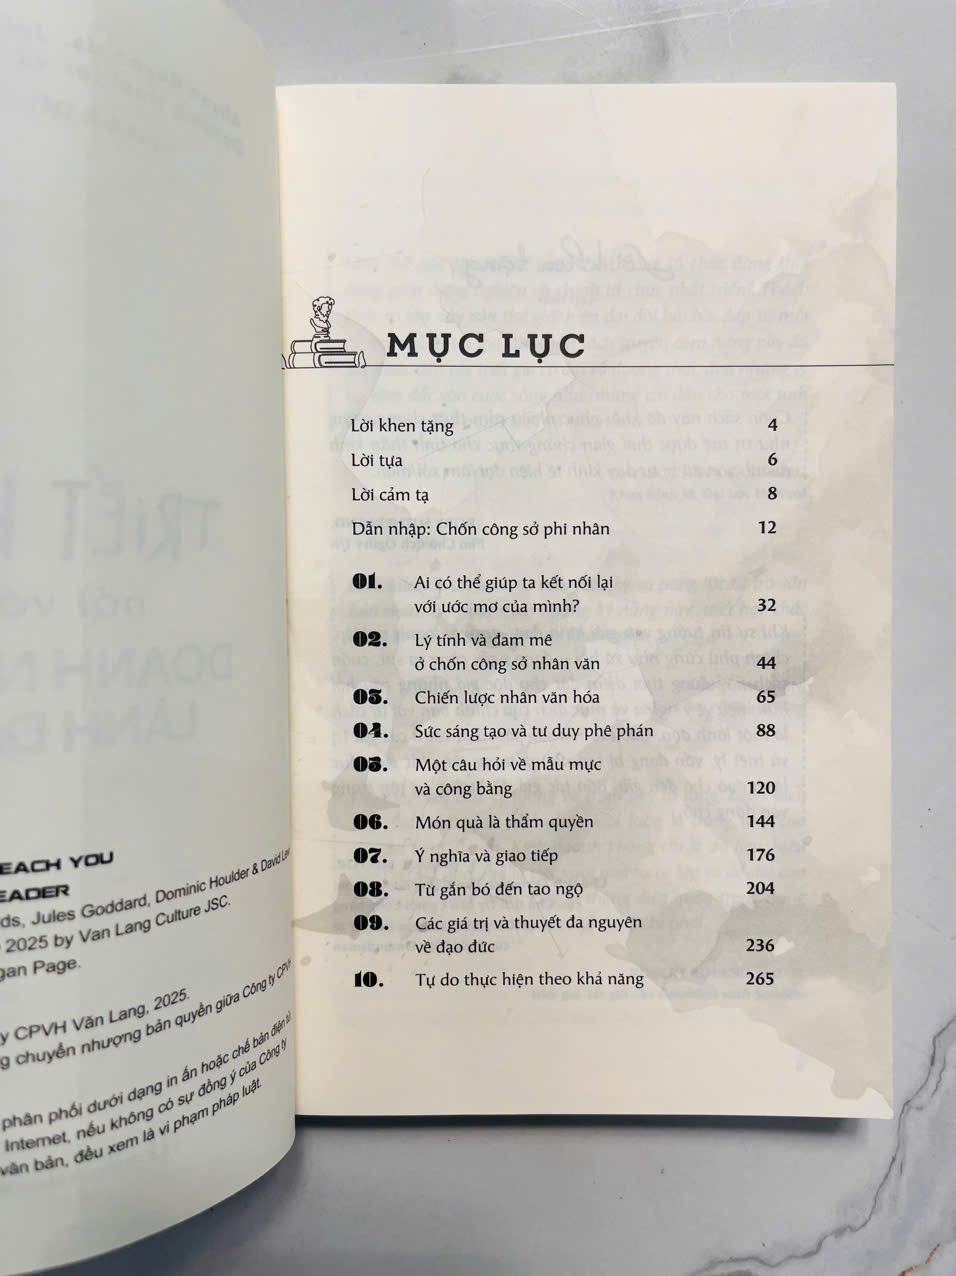 EACH YOU
EADER
ds, Jules Goddard, Dominic Houlder & David
2025 by Van Lang Culture JSC.
gan Page.
y CPVH Văn Lang, 2025.
g chuyển nhượng bản quyền giữa Công ty CPVH
phân phối dưới dạng in ấn hoặc chế bản điện tử
Internet, nếu không có sự đồng ý của Công ty
văn bản, đều xem là vi phạm pháp luật.
MỤC LỤC
Lời khen tặng 4
Lời tựa 6
Lời cảm tạ 8
Dẫn nhập: Chốn công sở phi nhân 12
01. Ai có thể giúp ta kết nối lại
với ước mơ của mình? 32
02. Lý tính và đam mê
ở chốn công sở nhân văn 44
03. Chiến lược nhân văn hóa 65
04. Sức sáng tạo và tư duy phê phán 88
05. Một câu hỏi về mẫu mực
và công bằng 120
06. Món quà là thẩm quyền 144
07. Ý nghĩa và giao tiếp 176
08. Từ gắn bó đến tao ngộ 204
09. Các giá trị và thuyết đa nguyên
về đạo đức 236
10. Tự do thực hiện theo khả năng 265